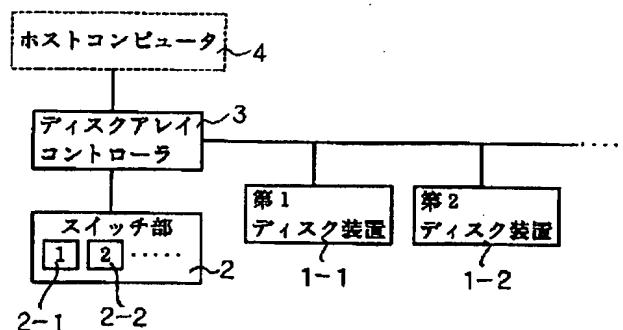 ホストコンピュータ
4
ディスクアレイ
コントローラ
3
第1
ディスク装置
1-1
第2
ディスク装置
1-2
スイッチ部
1 2 ·····
2
2-1 2-2